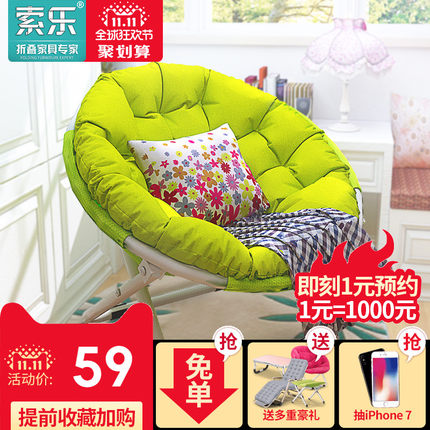 索乐
折叠家具专家
FOLDING FURNITURE EXPERT
11.11
全球狂欢节
聚划算
即刻1元预约
1元=1000元
11.11
活动价:
59
提前收藏加购
抢
免单
送
送多重豪礼
抢
抽iPhone 7